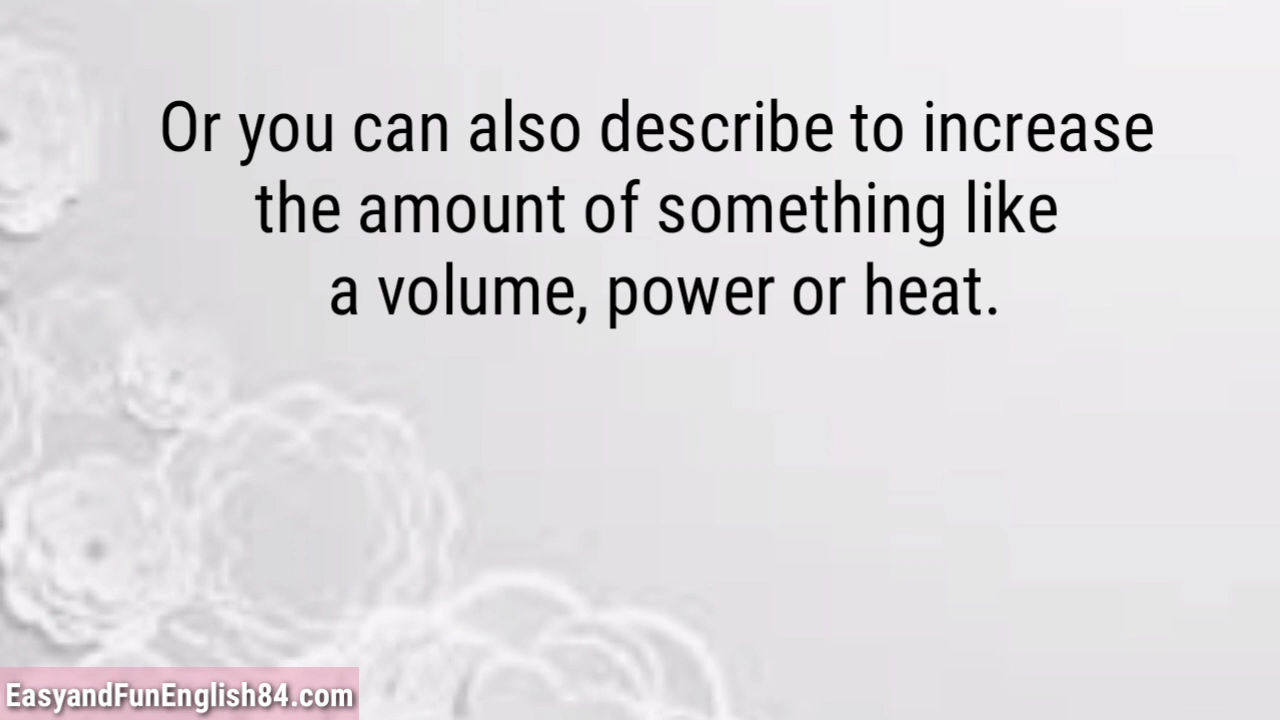 Or you can also describe to increase
the amount of something like
a volume, power or heat.
EasyandFunEnglish84.com